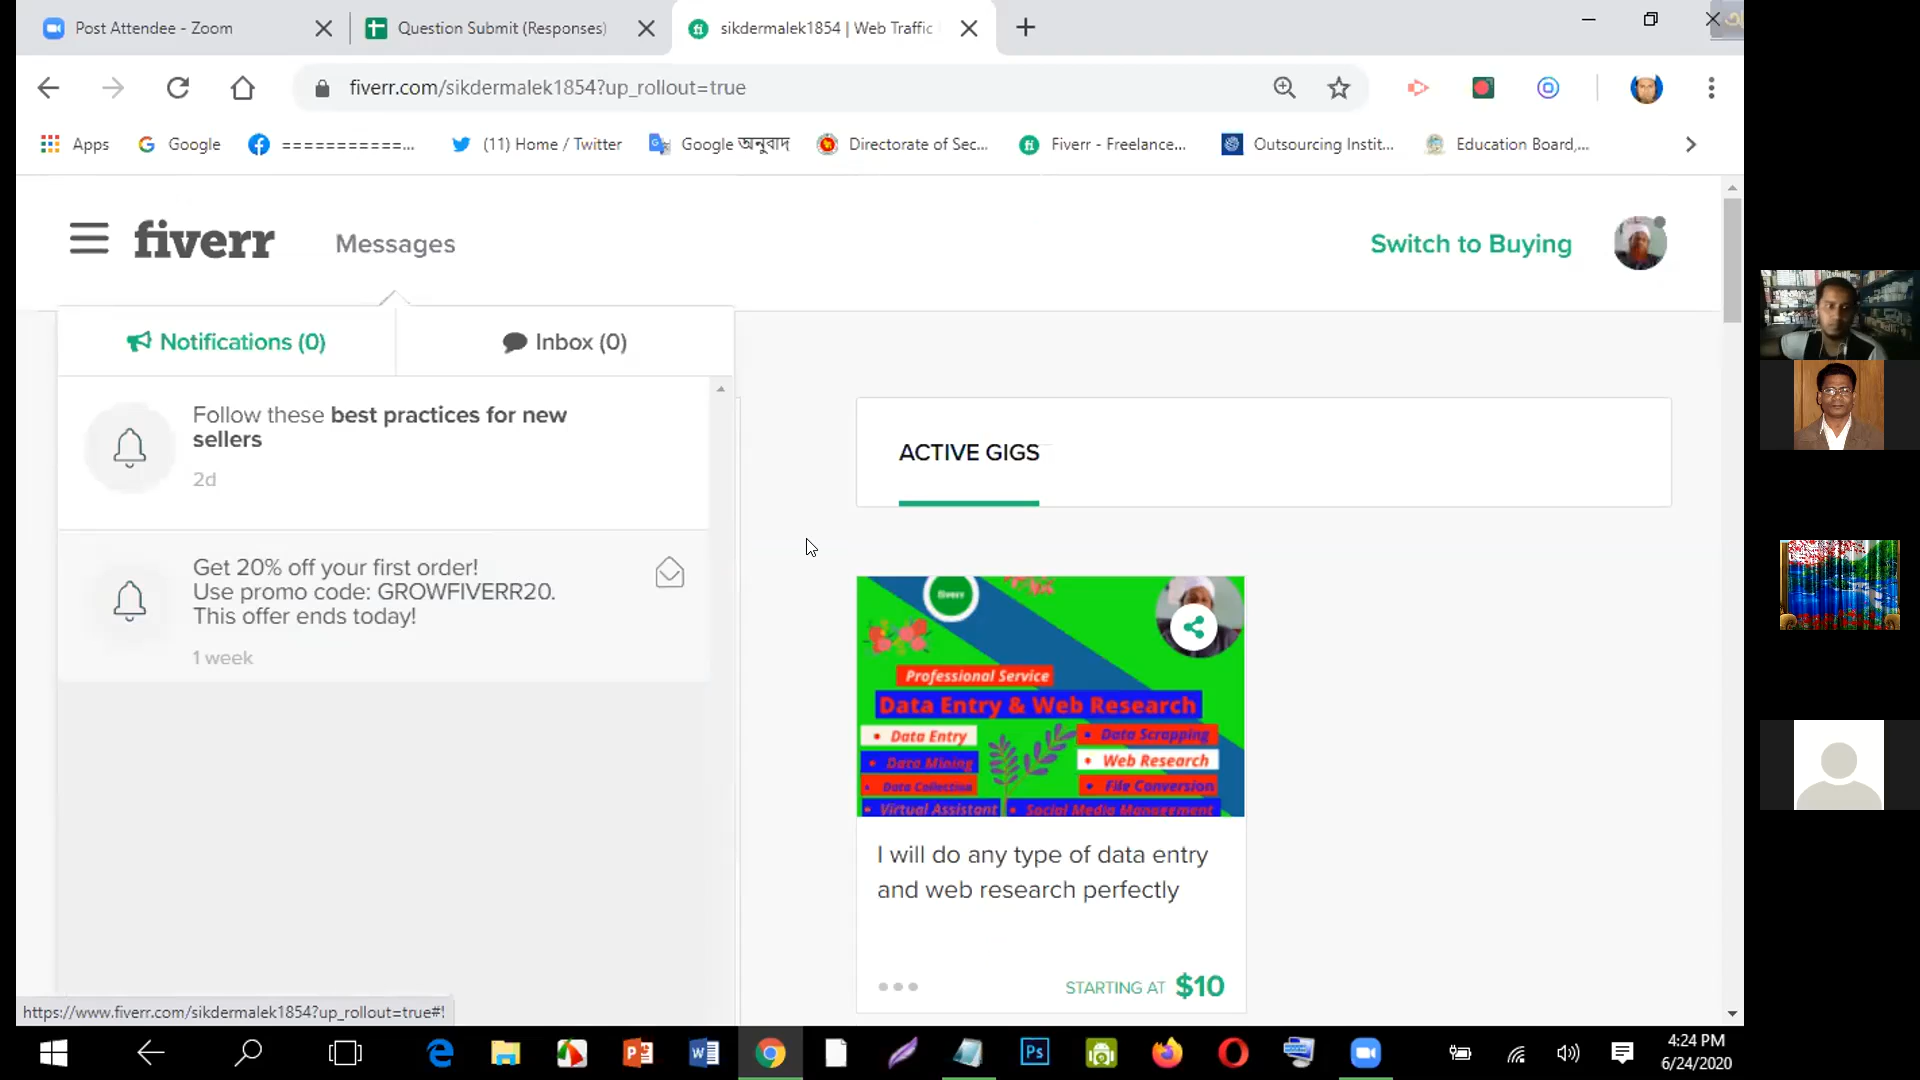 Post Attendee - Zoom
Question Submit (Responses)
sikdermalek1854 | Web Traffic
fiverr.com/sikdermalek1854?up_rollout=true
Apps
Google
============...
(11) Home / Twitter
Google অনুবাদ
Directorate of Sec...
Fiverr - Freelance...
Outsourcing Instit...
Education Board,...
fiverr
Messages
Switch to Buying
Notifications (0)
Inbox (0)
Follow these best practices for new
sellers
2d
Get 20% off your first order!
Use promo code: GROWFIVERR20.
This offer ends today!
1 week
ACTIVE GIGS
fiverr
Professional Service
Data Entry & Web Research
• Data Entry
• Data Scrapping
• Data Mining
• Web Research
• Data Collection
• File Conversion
• Virtual Assistant
• Social Media Management
I will do any type of data entry
and web research perfectly
STARTING AT $10
https://www.fiverr.com/sikdermalek1854?up_rollout=true#!
4:24 PM
6/24/2020